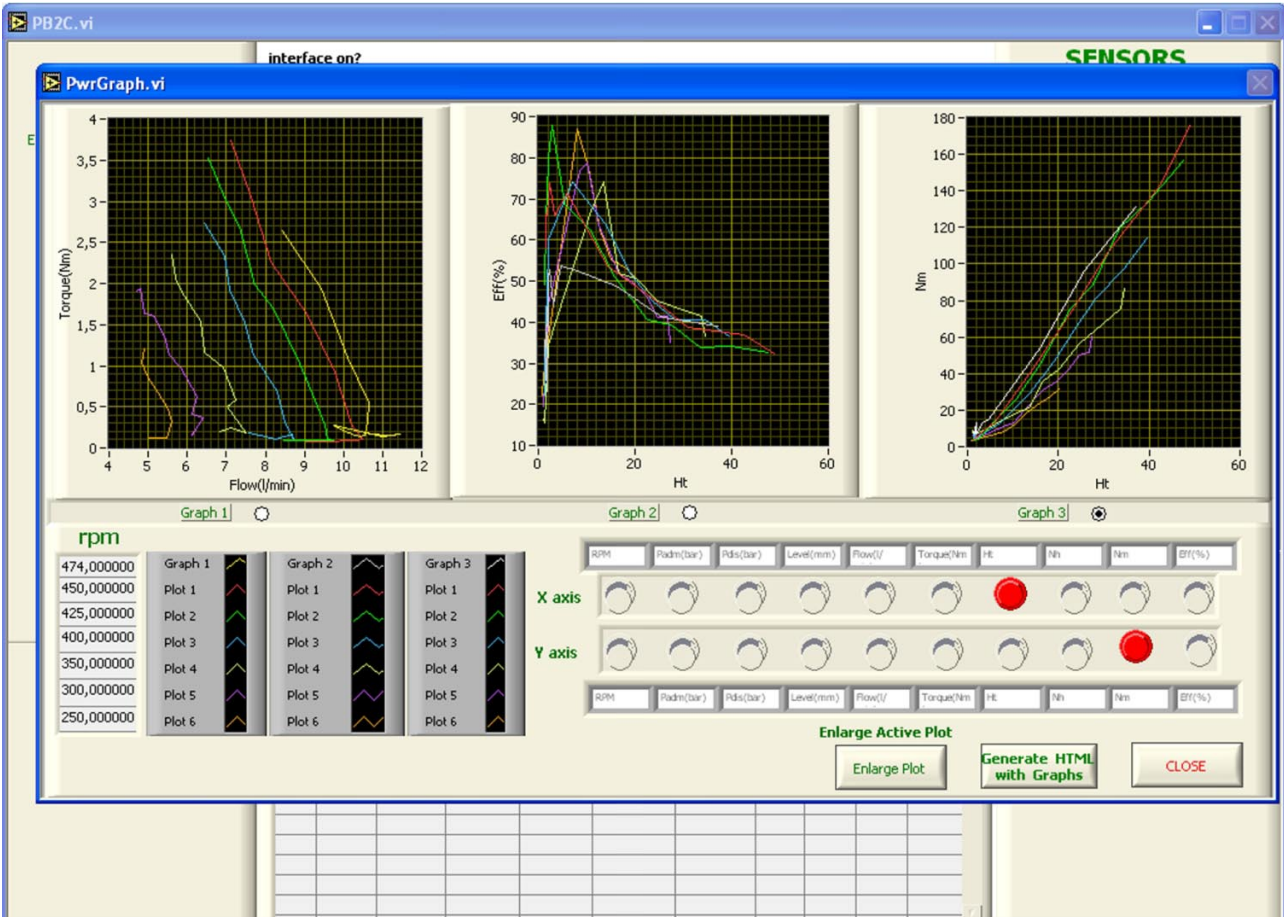 PB2C.vi
interface on?
SENSORS
E
PwrGraph.vi
4
3,5
3
2,5
2
1,5
1
0,5
0
Torque(Nm)
4 5 6 7 8 9 10 11 12
Flow(l/min)
90
80
70
60
50
40
30
20
10
Eff(%)
0 20 40 60
Ht
180
160
140
120
100
80
60
40
20
0
Nm
0 20 40 60
Ht
Graph 1
Graph 2
Graph 3
rpm
474,000000
450,000000
425,000000
400,000000
350,000000
300,000000
250,000000
Graph 1
Plot 1
Plot 2
Plot 3
Plot 4
Plot 5
Plot 6
Graph 2
Plot 1
Plot 2
Plot 3
Plot 4
Plot 5
Plot 6
Graph 3
Plot 1
Plot 2
Plot 3
Plot 4
Plot 5
Plot 6
RPM Padm(bar) Pdis(bar) Level(mm) Flow(l/ Torque(Nm Ht Nh Nm Eff(%)
X axis
Y axis
RPM Padm(bar) Pdis(bar) Level(mm) Flow(l/ Torque(Nm Ht Nh Nm Eff(%)
Enlarge Active Plot
Enlarge Plot
Generate HTML
with Graphs
CLOSE